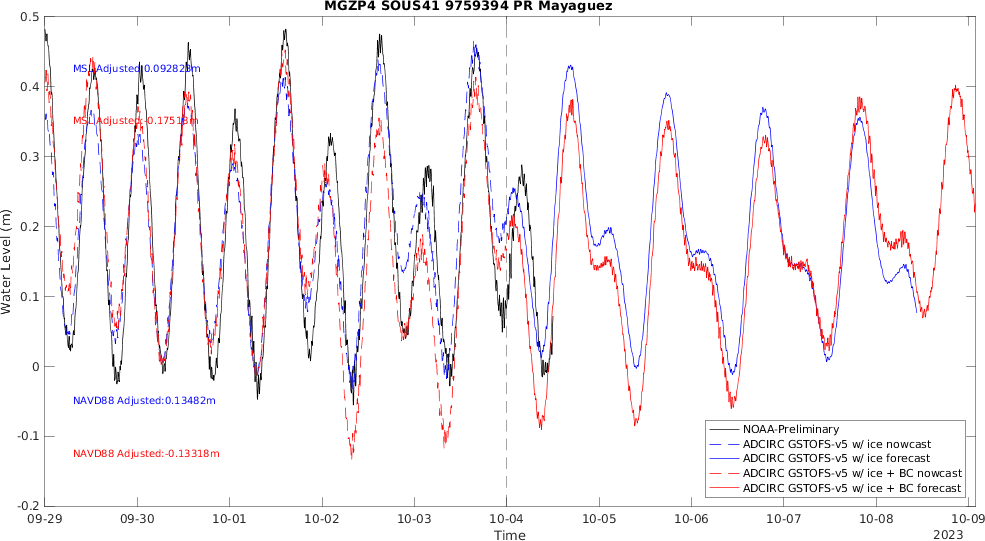 MGZP4 SOUS41 9759394 PR Mayaguez
0.5
0.4
0.3
0.2
0.1
0
-0.1
-0.2
Water Level (m)
MSL Adjusted:0.092823m
MSL Adjusted:-0.17513m
NAVD88 Adjusted:0.13482m
NAVD88 Adjusted:-0.13318m
NOAA-Preliminary
ADCIRC GSTOFS-v5 w/ ice nowcast
ADCIRC GSTOFS-v5 w/ ice forecast
ADCIRC GSTOFS-v5 w/ ice + BC nowcast
ADCIRC GSTOFS-v5 w/ ice + BC forecast
09-29 09-30 10-01 10-02 10-03 10-04 10-05 10-06 10-07 10-08 10-09
Time
2023